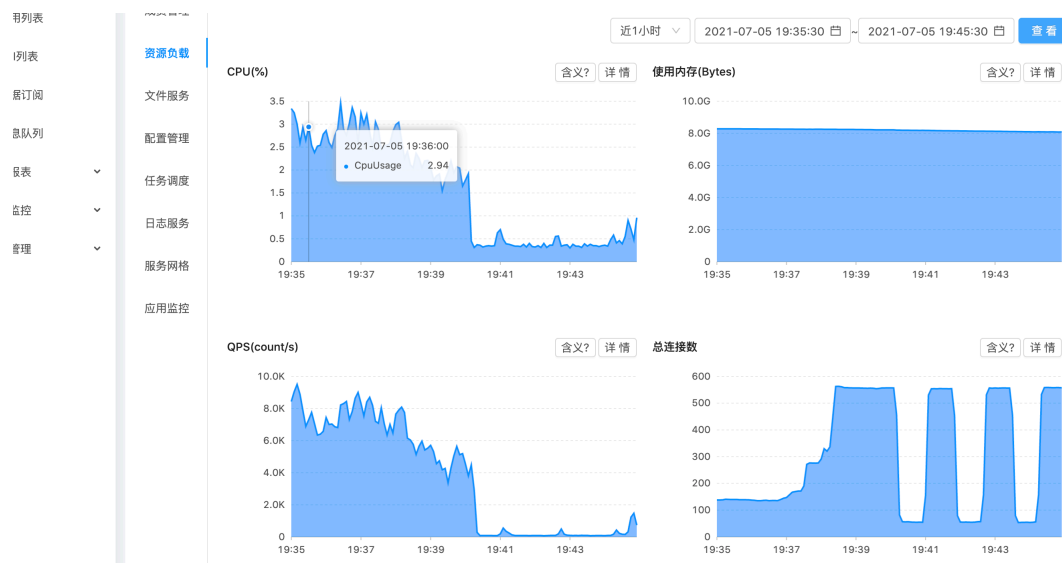 用列表
列表
居订阅
息队列
报表
监控
管理
成员管理
资源负载
文件服务
配置管理
任务调度
日志服务
服务网格
应用监控
近1小时 2021-07-05 19:35:30 ~ 2021-07-05 19:45:30 查 看
CPU(%) 含义? 详 情
3.5
3
2.5
2
1.5
1
0.5
0
19:35 19:37 19:39 19:41 19:43
2021-07-05 19:36:00
CpuUsage 2.94
使用内存(Bytes) 含义? 详 情
10.0G
8.0G
6.0G
4.0G
2.0G
0
19:35 19:37 19:39 19:41 19:43
QPS(count/s) 含义? 详 情
10.0K
8.0K
6.0K
4.0K
2.0K
0
19:35 19:37 19:39 19:41 19:43
总连接数 含义? 详 情
600
500
400
300
200
100
0
19:35 19:37 19:39 19:41 19:43